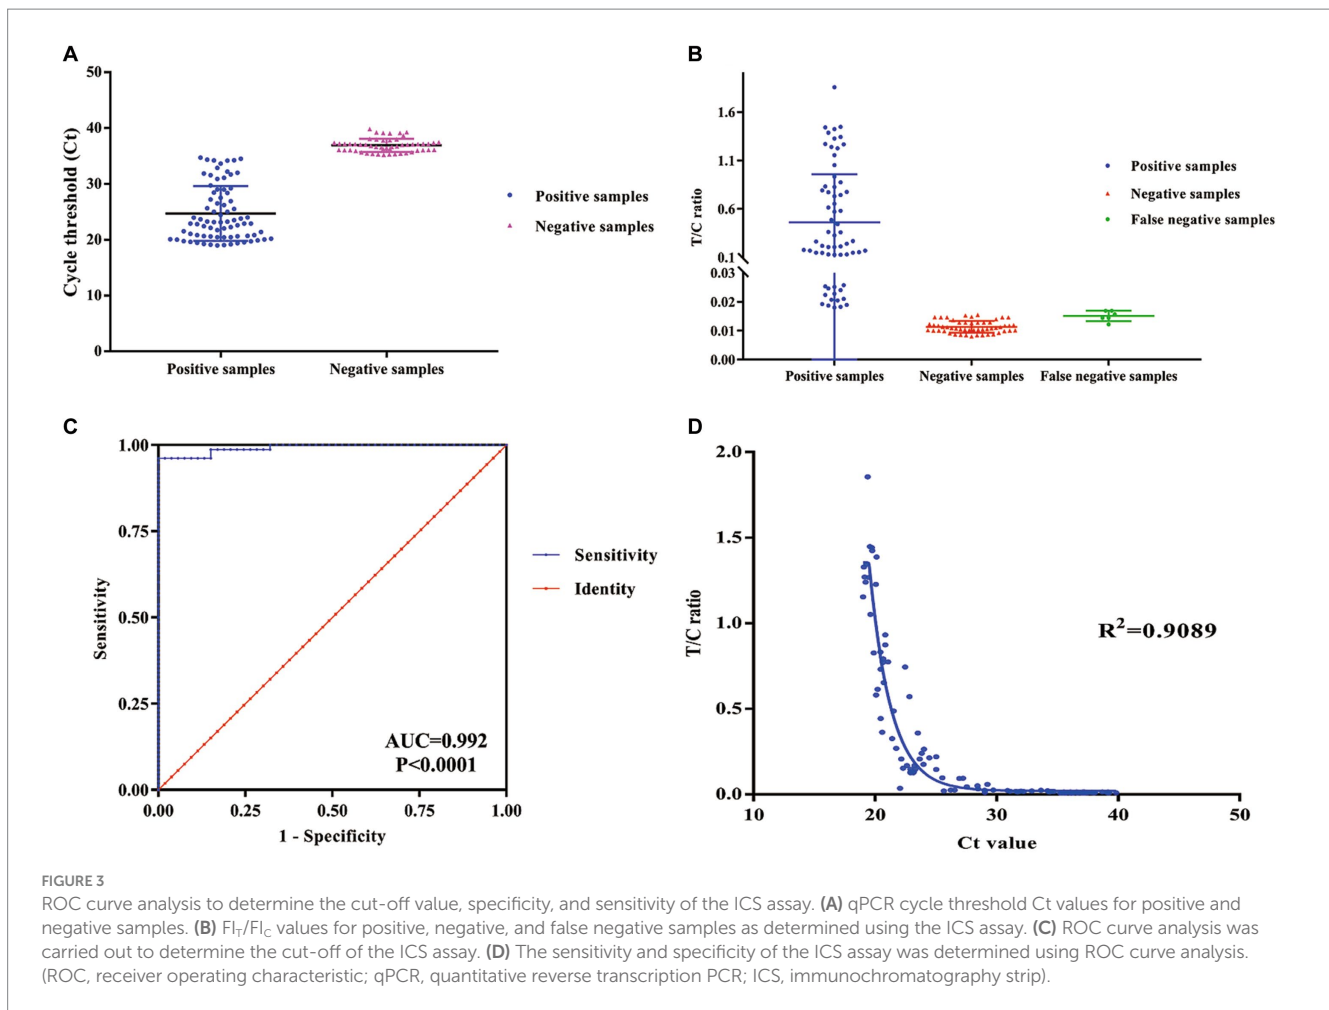 A
50
40
30
20
10
0
Cycle threshold (Ct)
Positive samples
Negative samples
Positive samples
Negative samples
B
1.6
1.1
0.6
0.1
0.03
0.02
0.01
0.00
T/C ratio
Positive samples
Negative samples
False negative samples
Positive samples
Negative samples
False negative samples
C
1.00
0.75
0.50
0.25
0.00
Sensitivity
0.00
0.25
0.50
0.75
1.00
1 - Specificity
AUC=0.992
P<0.0001
Sensitivity
Identity
D
2.0
1.5
1.0
0.5
0.0
T/C ratio
10
20
30
40
50
Ct value
R²=0.9089
FIGURE 3
ROC curve analysis to determine the cut-off value, specificity, and sensitivity of the ICS assay. (A) qPCR cycle threshold Ct values for positive and
negative samples. (B) FIT/FIC values for positive, negative, and false negative samples as determined using the ICS assay. (C) ROC curve analysis was
carried out to determine the cut-off of the ICS assay. (D) The sensitivity and specificity of the ICS assay was determined using ROC curve analysis.
(ROC, receiver operating characteristic; qPCR, quantitative reverse transcription PCR; ICS, immunochromatography strip).